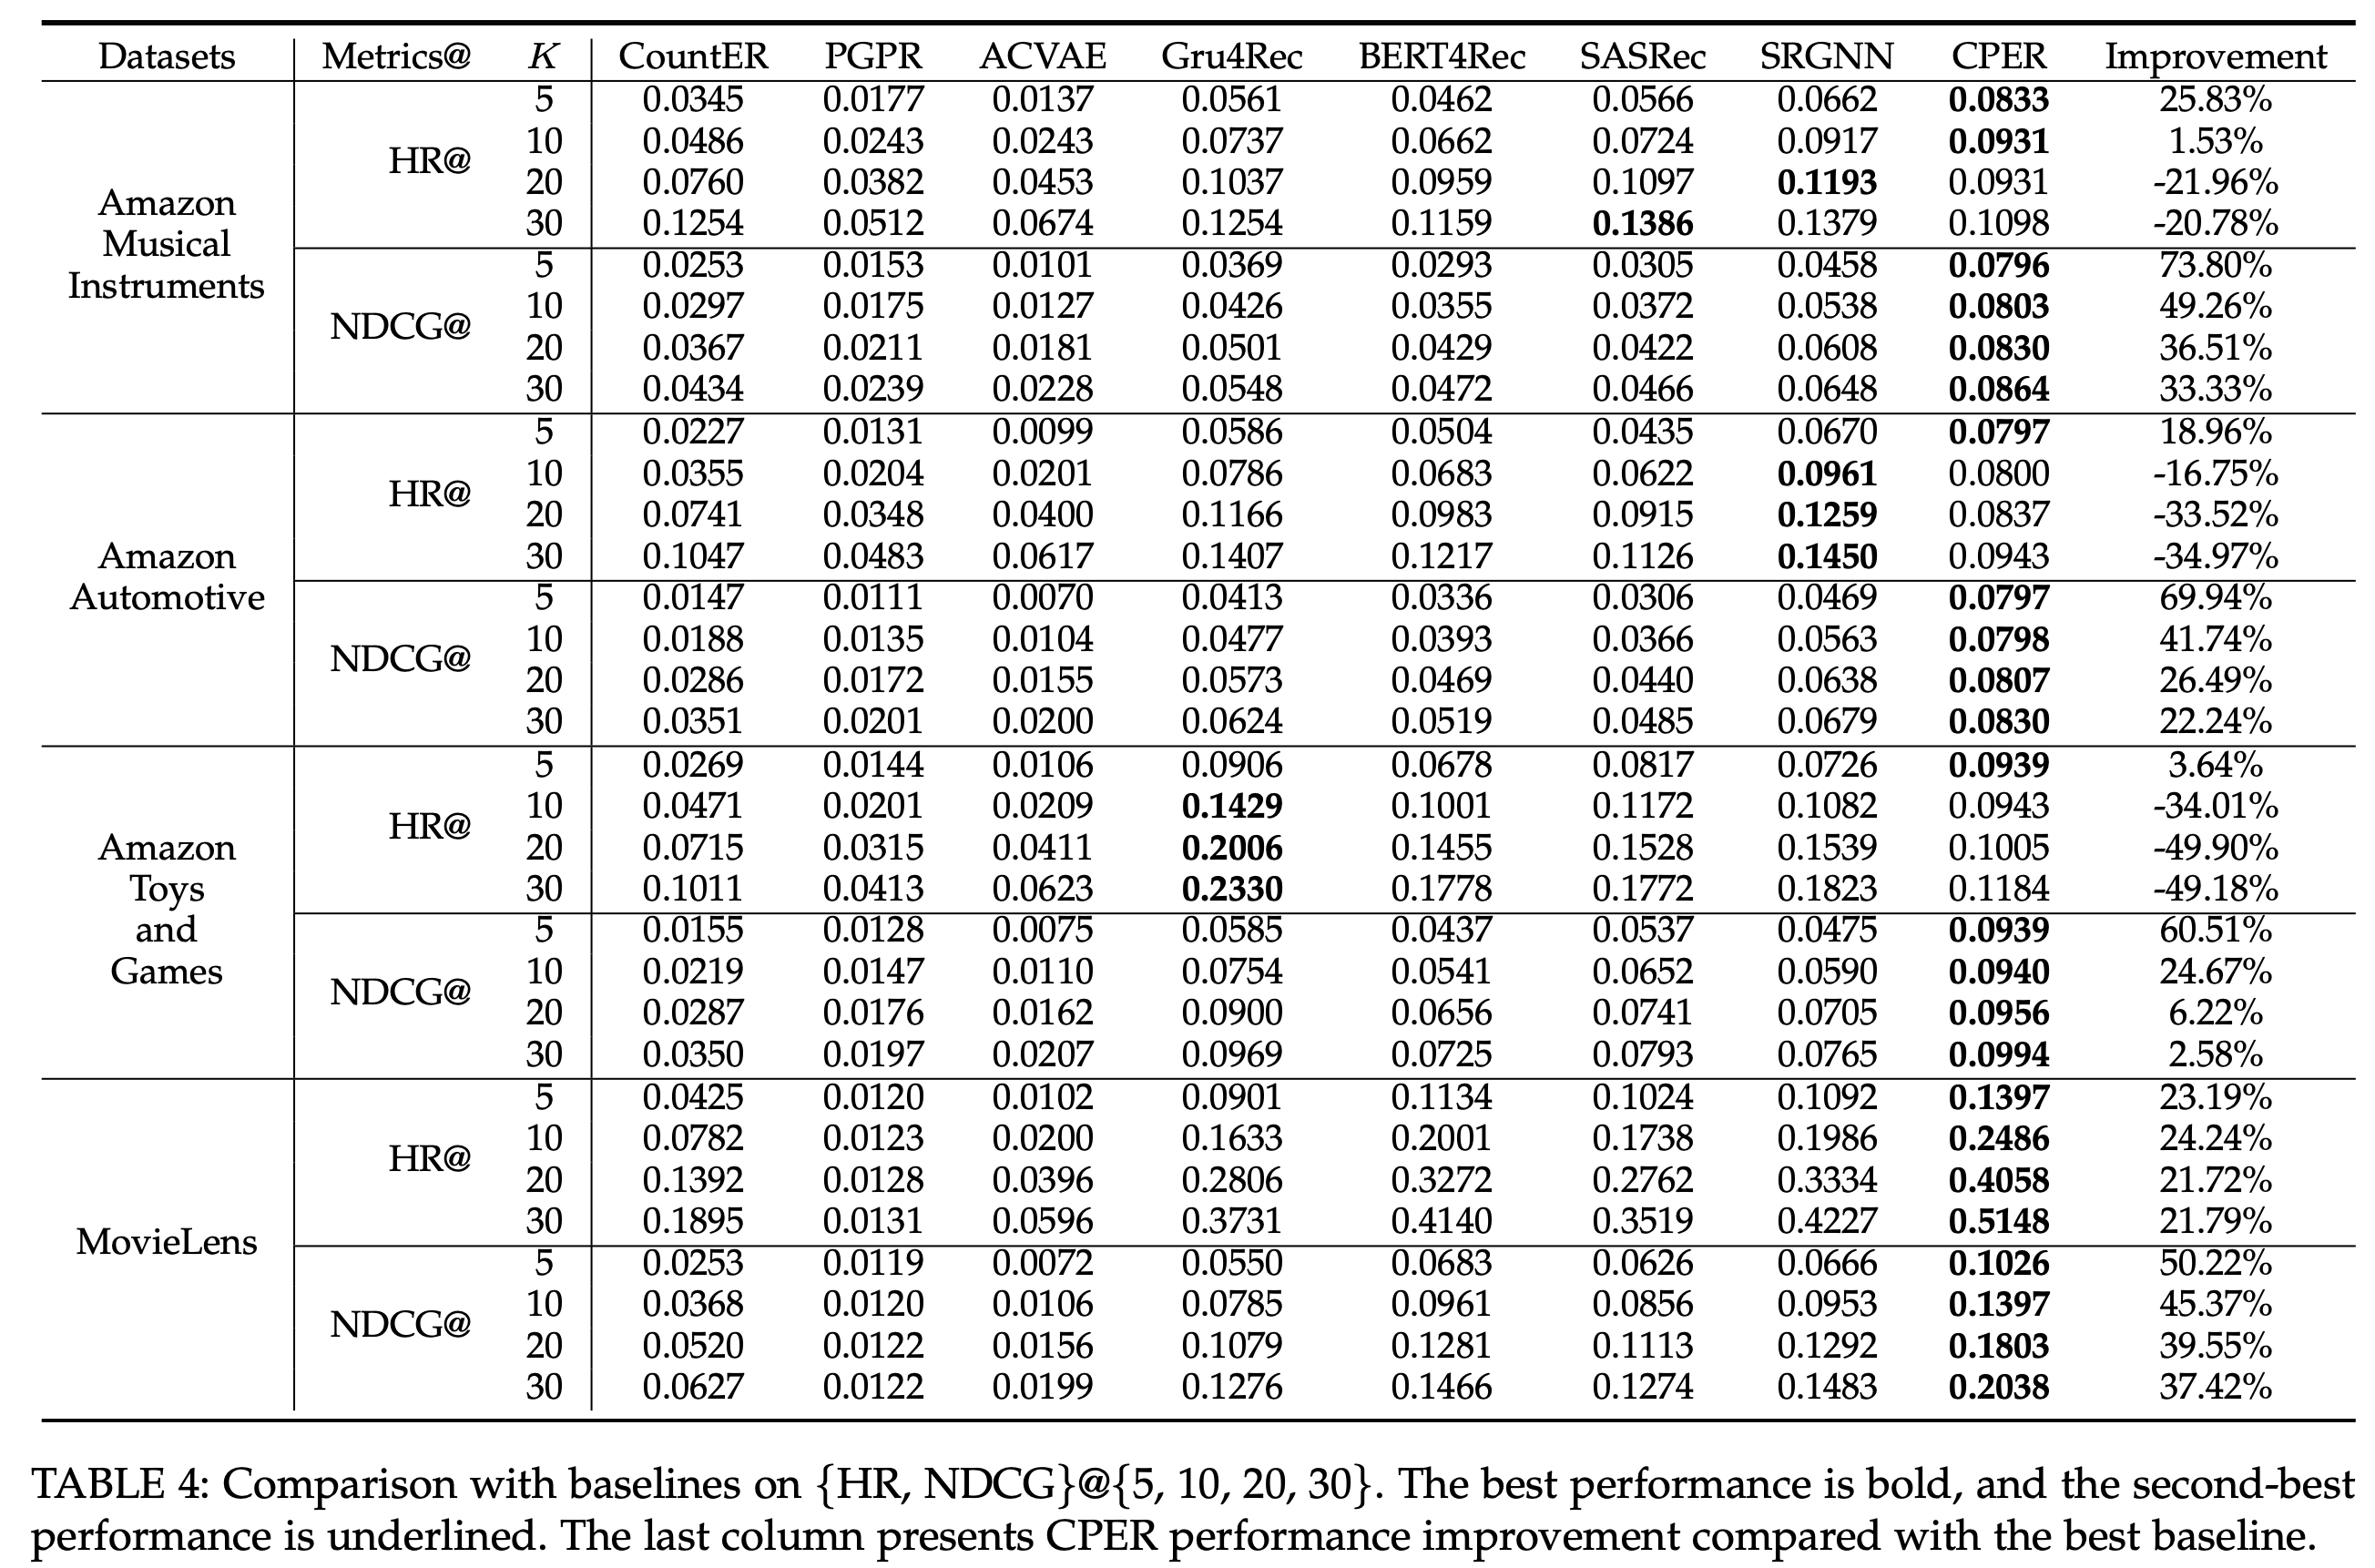 Datasets Metrics@ K CountER PGPR ACVAE Gru4Rec BERT4Rec SASRec SRGNN CPER Improvement
Amazon Musical Instruments
HR@
5 0.0345 0.0177 0.0137 0.0561 0.0462 0.0566 0.0662 0.0833 25.83%
10 0.0486 0.0243 0.0243 0.0737 0.0662 0.0724 0.0917 0.0931 1.53%
20 0.0760 0.0382 0.0453 0.1037 0.0959 0.1097 0.1193 0.0931 -21.96%
30 0.1254 0.0512 0.0674 0.1254 0.1159 0.1386 0.1379 0.1098 -20.78%
NDCG@
5 0.0253 0.0153 0.0101 0.0369 0.0293 0.0305 0.0458 0.0796 73.80%
10 0.0297 0.0175 0.0127 0.0426 0.0355 0.0372 0.0538 0.0803 49.26%
20 0.0367 0.0211 0.0181 0.0501 0.0429 0.0422 0.0608 0.0830 36.51%
30 0.0434 0.0239 0.0228 0.0548 0.0472 0.0466 0.0648 0.0864 33.33%
Amazon Automotive
HR@
5 0.0227 0.0131 0.0099 0.0586 0.0504 0.0435 0.0670 0.0797 18.96%
10 0.0355 0.0204 0.0201 0.0786 0.0683 0.0622 0.0961 0.0800 -16.75%
20 0.0741 0.0348 0.0400 0.1166 0.0983 0.0915 0.1259 0.0837 -33.52%
30 0.1047 0.0483 0.0617 0.1407 0.1217 0.1126 0.1450 0.0943 -34.97%
NDCG@
5 0.0147 0.0111 0.0070 0.0413 0.0336 0.0306 0.0469 0.0797 69.94%
10 0.0188 0.0135 0.0104 0.0477 0.0393 0.0366 0.0563 0.0798 41.74%
20 0.0286 0.0172 0.0155 0.0573 0.0469 0.0440 0.0638 0.0807 26.49%
30 0.0351 0.0201 0.0200 0.0624 0.0519 0.0485 0.0679 0.0830 22.24%
Amazon Toys and Games
HR@
5 0.0269 0.0144 0.0106 0.0906 0.0678 0.0817 0.0726 0.0939 3.64%
10 0.0471 0.0201 0.0209 0.1429 0.1001 0.1172 0.1082 0.0943 -34.01%
20 0.0715 0.0315 0.0411 0.2006 0.1455 0.1528 0.1539 0.1005 -49.90%
30 0.1011 0.0413 0.0623 0.2330 0.1778 0.1772 0.1823 0.1184 -49.18%
NDCG@
5 0.0155 0.0128 0.0075 0.0585 0.0437 0.0537 0.0475 0.0939 60.51%
10 0.0219 0.0147 0.0110 0.0754 0.0541 0.0652 0.0590 0.0940 24.67%
20 0.0287 0.0176 0.0162 0.0900 0.0656 0.0741 0.0705 0.0956 6.22%
30 0.0350 0.0197 0.0207 0.0969 0.0725 0.0793 0.0765 0.0994 2.58%
MovieLens
HR@
5 0.0425 0.0120 0.0102 0.0901 0.1134 0.1024 0.1092 0.1397 23.19%
10 0.0782 0.0123 0.0200 0.1633 0.2001 0.1738 0.1986 0.2486 24.24%
20 0.1392 0.0128 0.0396 0.2806 0.3272 0.2762 0.3334 0.4058 21.72%
30 0.1895 0.0131 0.0596 0.3731 0.4140 0.3519 0.4227 0.5148 21.79%
NDCG@
5 0.0253 0.0119 0.0072 0.0550 0.0683 0.0626 0.0666 0.1026 50.22%
10 0.0368 0.0120 0.0106 0.0785 0.0961 0.0856 0.0953 0.1397 45.37%
20 0.0520 0.0122 0.0156 0.1079 0.1281 0.1113 0.1292 0.1803 39.55%
30 0.0627 0.0122 0.0199 0.1276 0.1466 0.1274 0.1483 0.2038 37.42%
TABLE 4: Comparison with baselines on {HR, NDCG}@{5, 10, 20, 30}. The best performance is bold, and the second-best
performance is underlined. The last column presents CPER performance improvement compared with the best baseline.